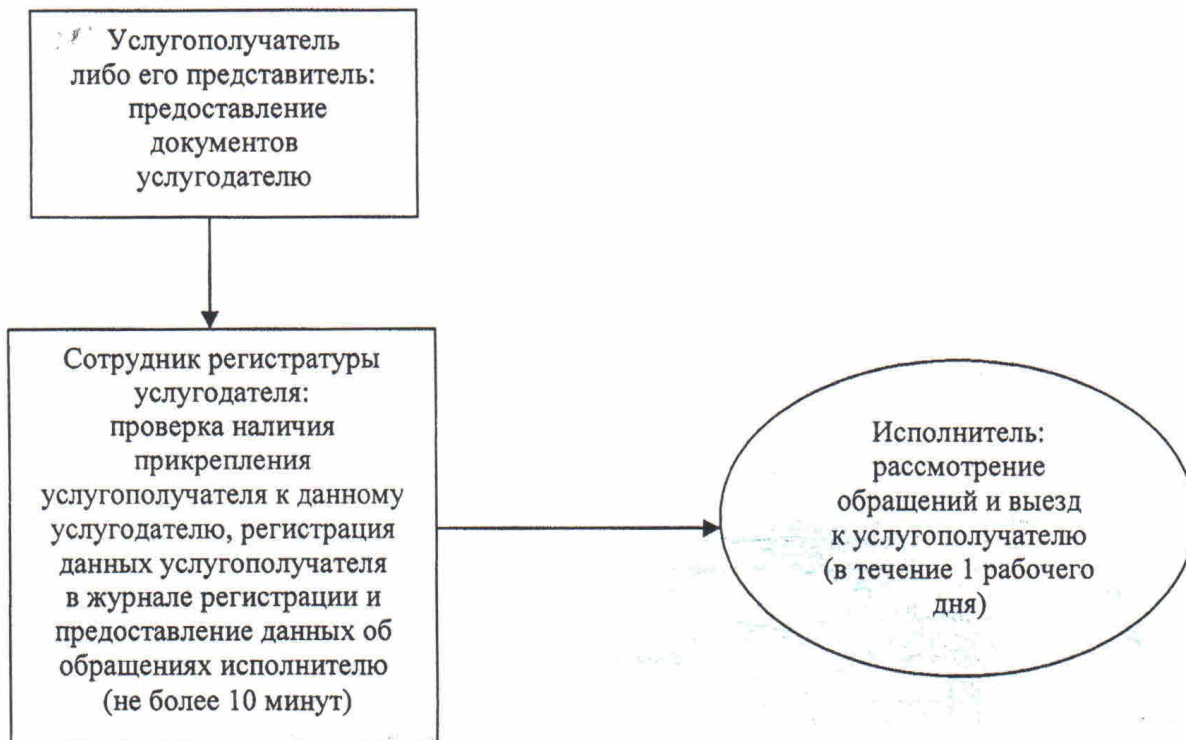 Услугополучатель
либо его представитель:
предоставление
документов
услугодателю
Сотрудник регистратуры
услугодателя:
проверка наличия
прикрепления
услугополучателя к данному
услугодателю, регистрация
данных услугополучателя
в журнале регистрации и
предоставление данных об
обращениях исполнителю
(не более 10 минут)
Исполнитель:
рассмотрение
обращений и выезд
к услугополучателю
(в течение 1 рабочего
дня)